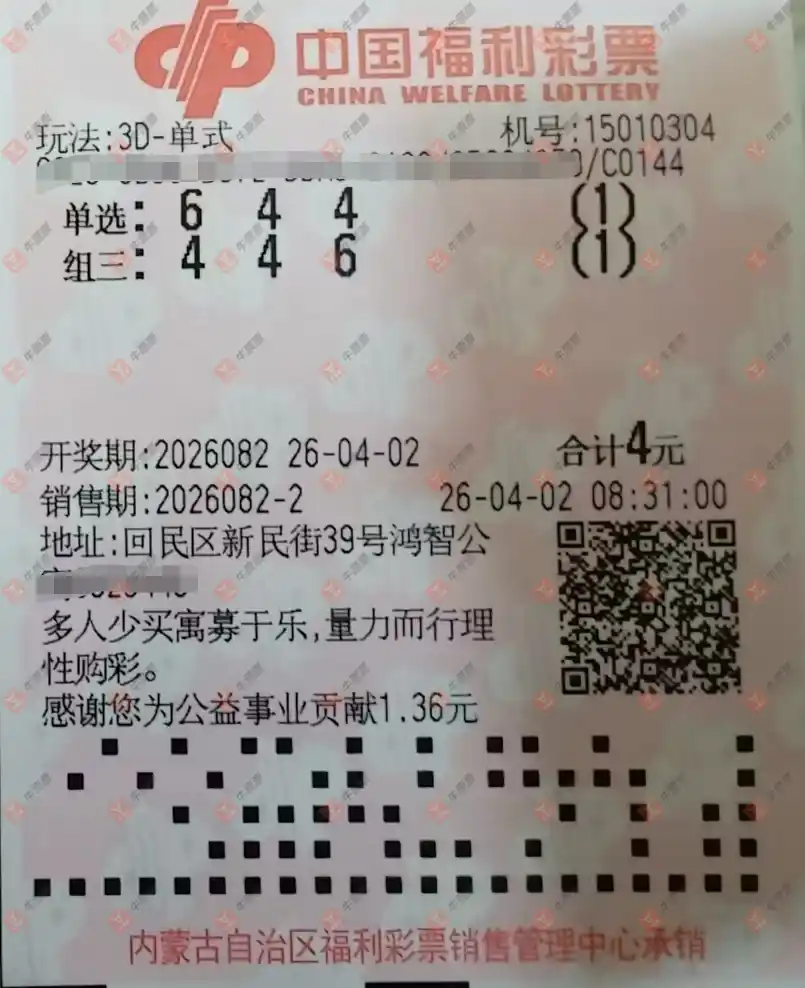 中国福利彩票
CHINA WELFARE LOTTERY
玩法:3D-单式 机号:15010304
/C0144
单选: 6 4 4 (1)
组三: 4 4 6 (1)
开奖期:2026082 26-04-02 合计4元
销售期:2026082-2 26-04-02 08:31:00
地址:回民区新民街39号鸿智公
多人少买寓募于乐,量力而行理
性购彩。
感谢您为公益事业贡献1.36元
内蒙古自治区福利彩票销售管理中心承销